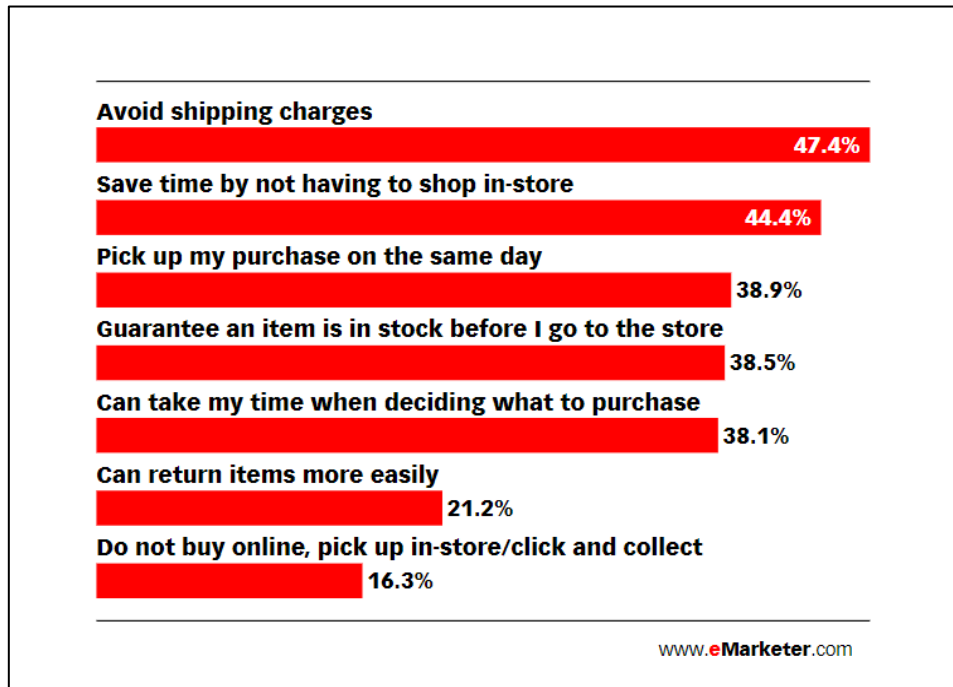 Avoid shipping charges
47.4%
Save time by not having to shop in-store
44.4%
Pick up my purchase on the same day
38.9%
Guarantee an item is in stock before I go to the store
38.5%
Can take my time when deciding what to purchase
38.1%
Can return items more easily
21.2%
Do not buy online, pick up in-store/click and collect
16.3%
www.eMarketer.com